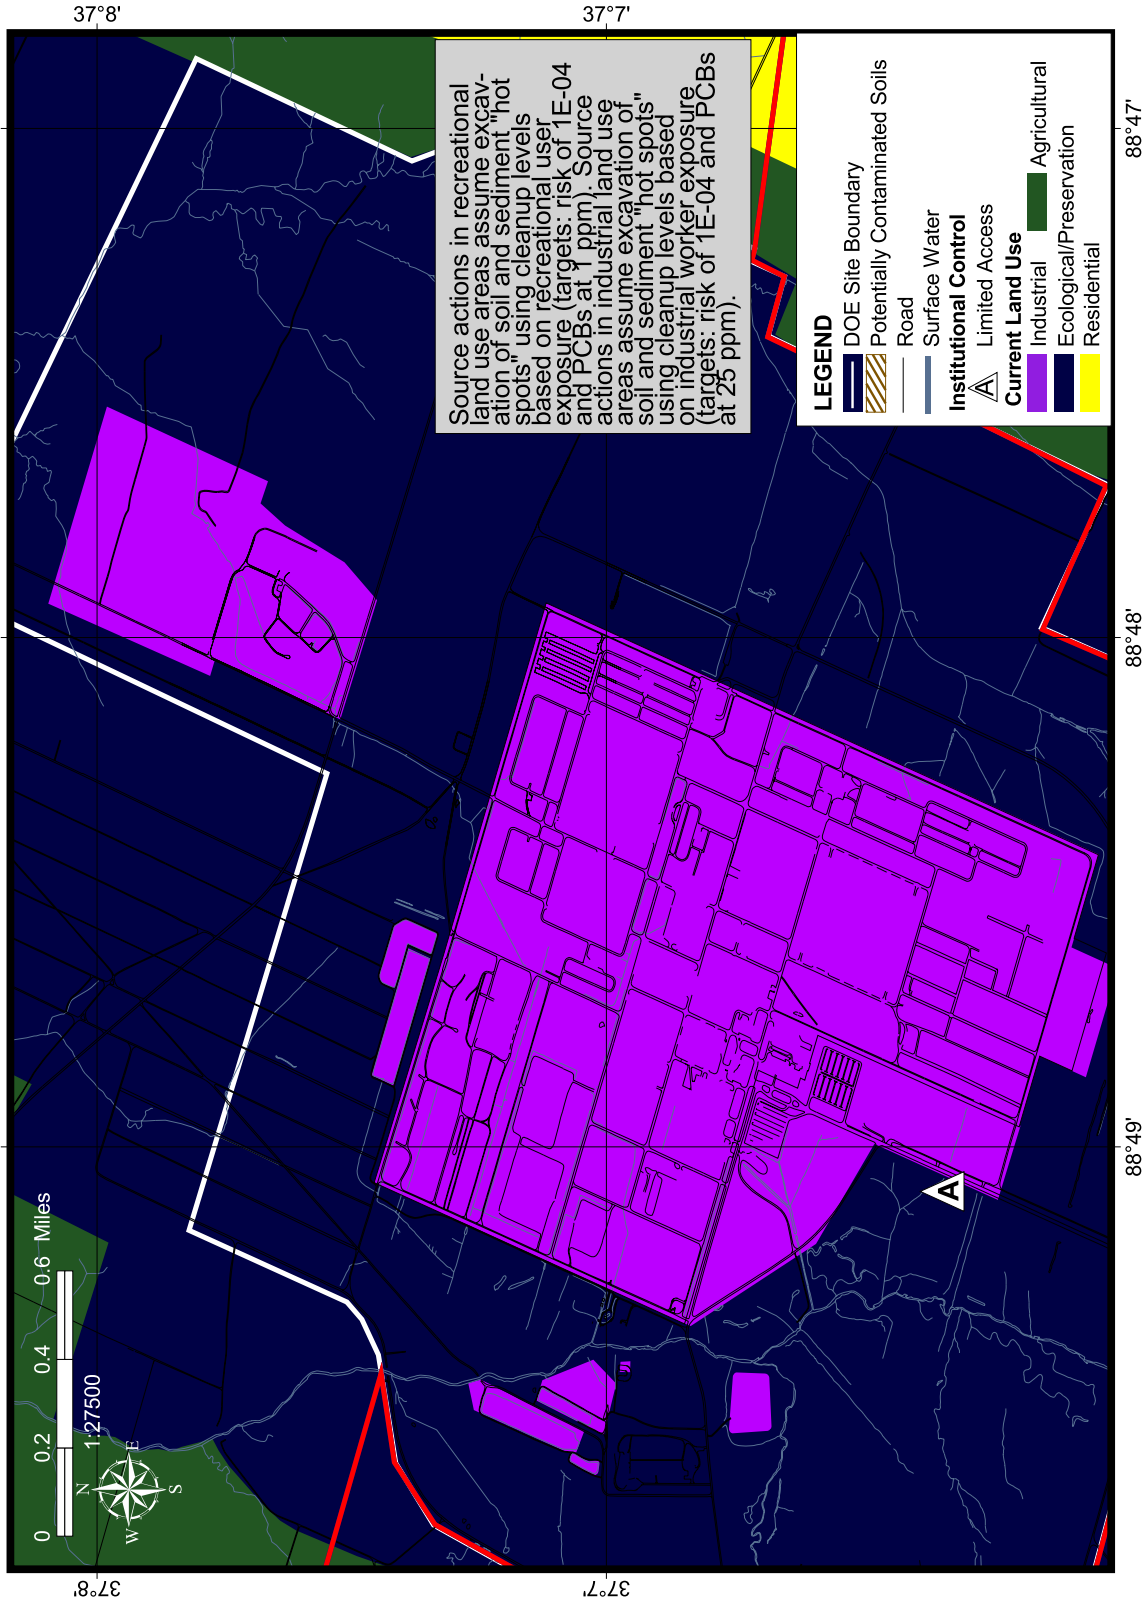 37°8'
37°7'
88°47'
88°48'
88°49'
37°8'
37°7'
Source actions in recreational
land use areas assume excav-
ation of soil and sediment "hot
spots" using cleanup levels
based on recreational user
exposure (targets: risk of 1E-04
and PCBs at 1 ppm). Source
actions in industrial land use
areas assume excavation of
soil and sediment "hot spots"
using cleanup levels based
on industrial worker exposure
(targets: risk of 1E-04 and PCBs
at 25 ppm).
LEGEND
DOE Site Boundary
Potentially Contaminated Soils
Road
Surface Water
Institutional Control
A Limited Access
Current Land Use
Industrial
Agricultural
Ecological/Preservation
Residential
A
0 0.2 0.4 0.6 Miles
1:27500
N
W E
S